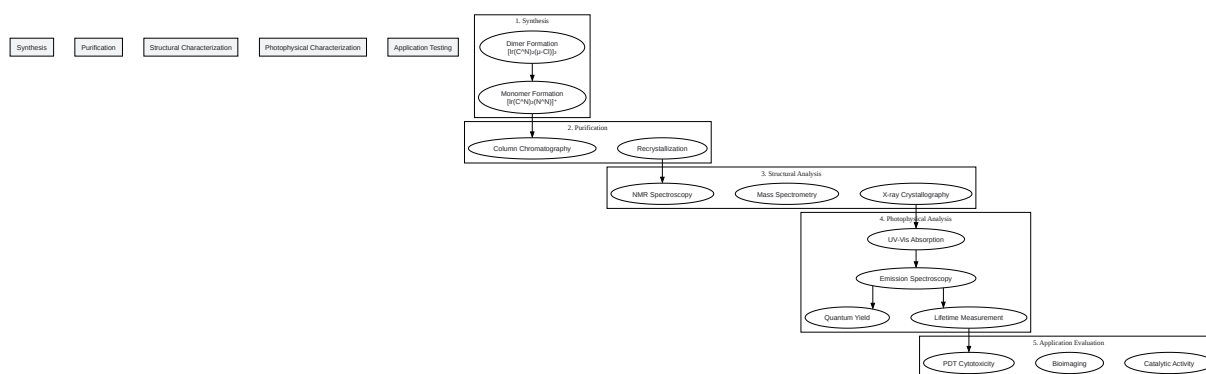 Synthesis
Purification
Structural Characterization
Photophysical Characterization
Application Testing
1. Synthesis
Dimer Formation
[Ir(C^N)₂(μ-Cl)]₂
Monomer Formation
[Ir(C^N)₂(N^N)]⁺
2. Purification
Column Chromatography
Recrystallization
3. Structural Analysis
NMR Spectroscopy
Mass Spectrometry
X-ray Crystallography
4. Photophysical Analysis
UV-Vis Absorption
Emission Spectroscopy
Quantum Yield
Lifetime Measurement
5. Application Evaluation
PDT Cytotoxicity
Bioimaging
Catalytic Activity